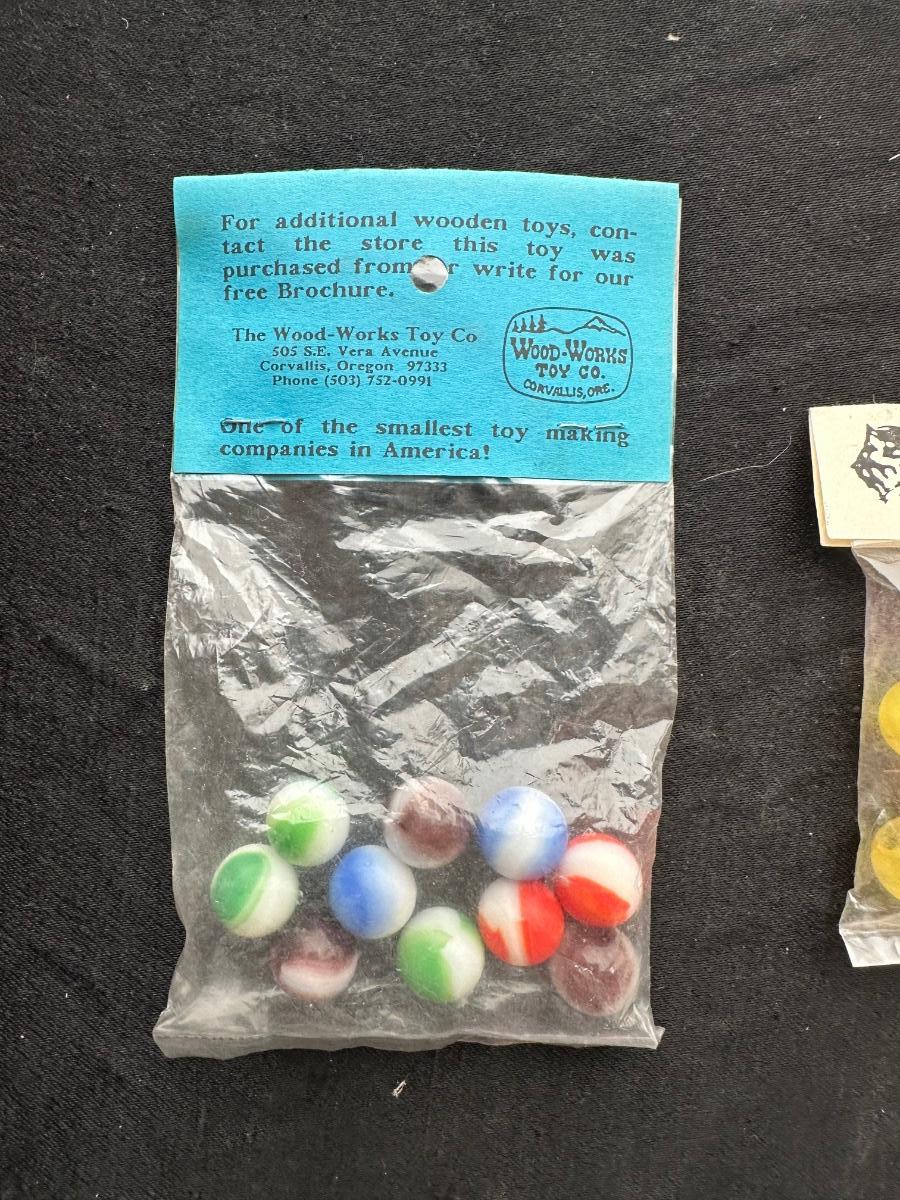 For additional wooden toys, con-
tact the store this toy was
purchased from r write for our
free Brochure.
The Wood-Works Toy Co
505 S.E. Vera Avenue
Corvallis, Oregon 97333
Phone (503) 752-0991
WOOD-WORKS
TOY CO.
CORVALLIS, ORE.
One of the smallest toy making
companies in America!